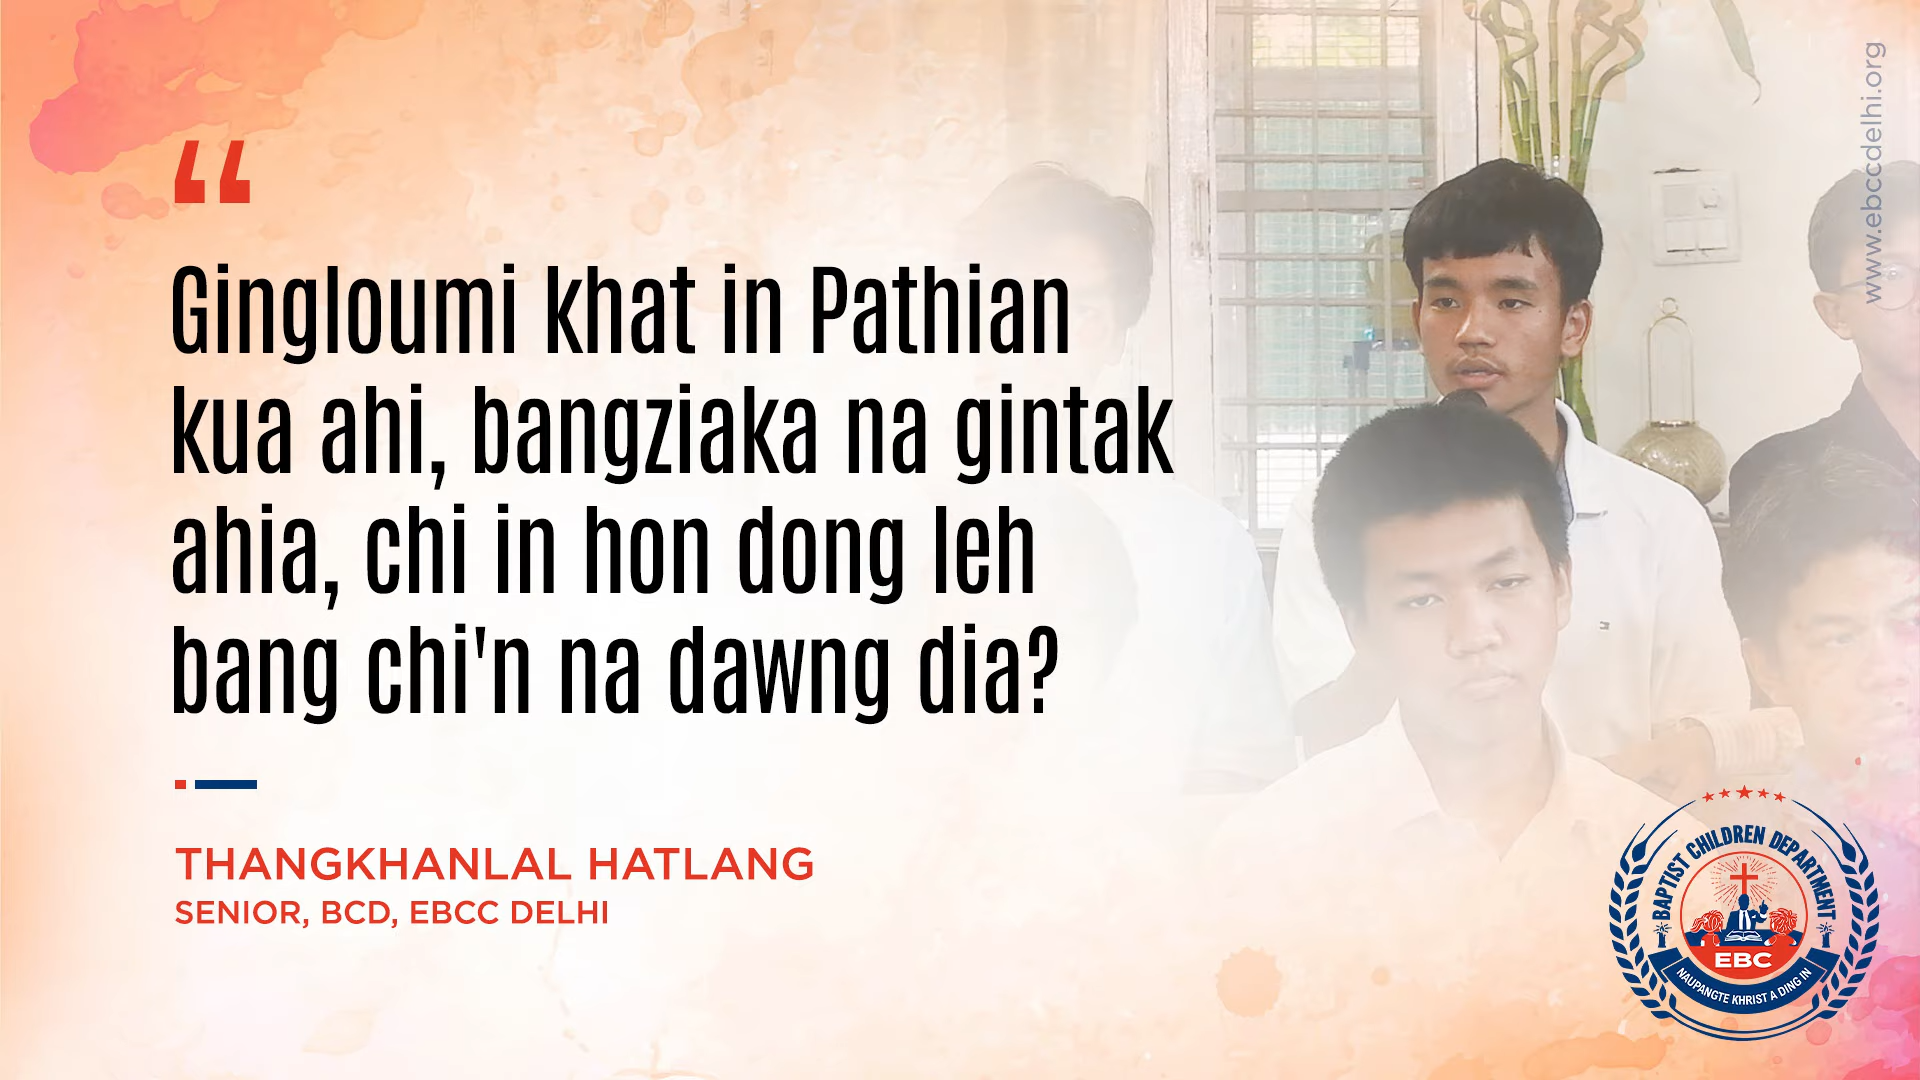 www.ebccdelhi.org
“
Gingloumi khat in Pathian
kua ahi, bangziaka na gintak
ahia, chi in hon dong leh
bang chi'n na dawng dia?
THANGKHANLAL HATLANG
SENIOR, BCD, EBCC DELHI
BAPTIST CHILDREN DEPARTMENT
EBC
NAUPANGTE KHRIST A DING IN